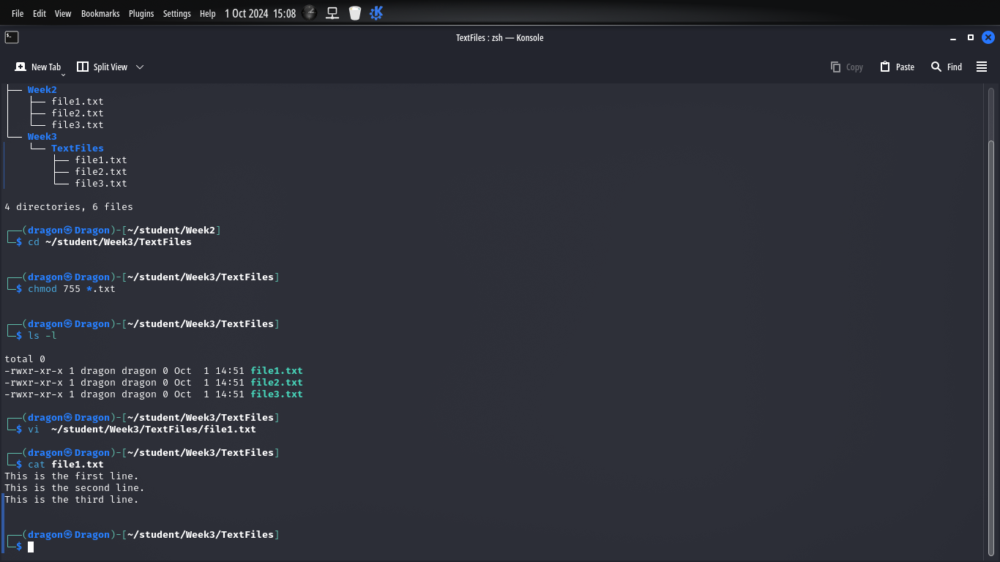 File Edit View Bookmarks Plugins Settings Help 1 Oct 2024 15:08
TextFiles : zsh — Konsole
New Tab Split View Copy Paste Find
├── Week2
│   ├── file1.txt
│   ├── file2.txt
│   └── file3.txt
└── Week3
    └── TextFiles
        ├── file1.txt
        ├── file2.txt
        └── file3.txt
4 directories, 6 files
┌──(dragon㉿Dragon)-[~/student/Week2]
└─$ cd ~/student/Week3/TextFiles
┌──(dragon㉿Dragon)-[~/student/Week3/TextFiles]
└─$ chmod 755 *.txt
┌──(dragon㉿Dragon)-[~/student/Week3/TextFiles]
└─$ ls -l
total 0
-rwxr-xr-x 1 dragon dragon 0 Oct  1 14:51 file1.txt
-rwxr-xr-x 1 dragon dragon 0 Oct  1 14:51 file2.txt
-rwxr-xr-x 1 dragon dragon 0 Oct  1 14:51 file3.txt
┌──(dragon㉿Dragon)-[~/student/Week3/TextFiles]
└─$ vi  ~/student/Week3/TextFiles/file1.txt
┌──(dragon㉿Dragon)-[~/student/Week3/TextFiles]
└─$ cat file1.txt
This is the first line.
This is the second line.
This is the third line.
┌──(dragon㉿Dragon)-[~/student/Week3/TextFiles]
└─$